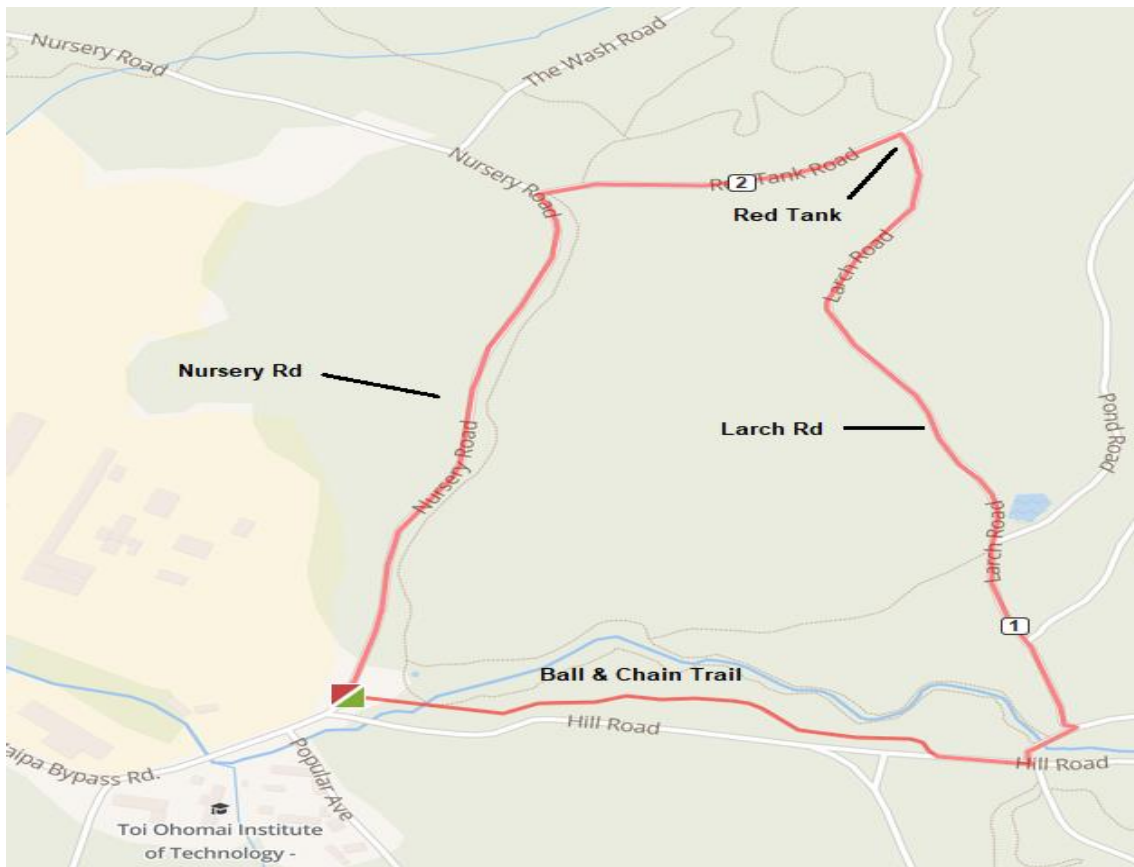 Nursery Road
The Wash Road
Nursery Road
2
Tank Road
Red Tank
Larch Road
Nursery Rd
Larch Rd
Pond Road
Nursery Road
Larch Road
1
Ball & Chain Trail
Hill Road
Hill Road
aipa Bypass Rd.
Popular Ave
Toi Ohomai Institute
of Technology -